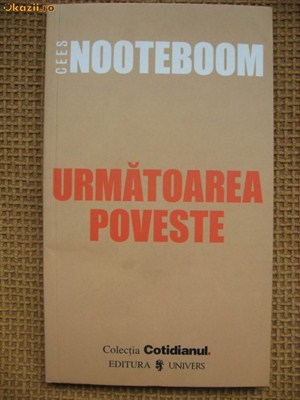 Okazii.ro
CEES NOOTEBOOM
URMĂTOAREA
POVESTE
Colecția Cotidianul.
EDITURA UNIVERS